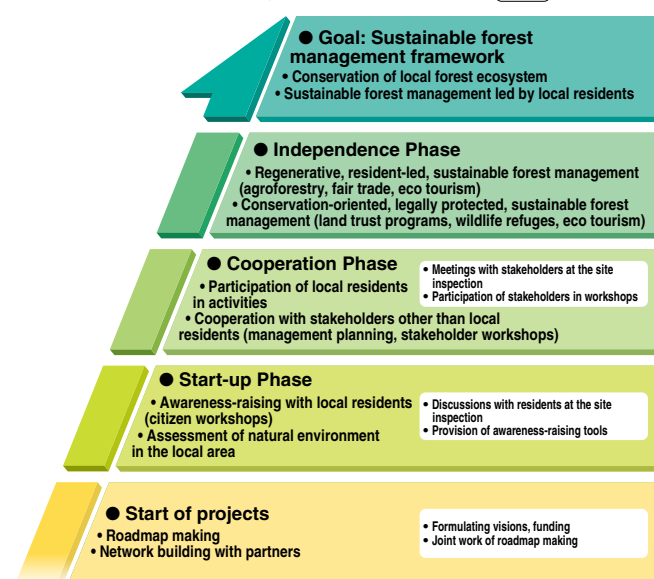 ● Goal: Sustainable forest
management framework
• Conservation of local forest ecosystem
• Sustainable forest management led by local residents
● Independence Phase
• Regenerative, resident-led, sustainable forest management
(agroforestry, fair trade, eco tourism)
• Conservation-oriented, legally protected, sustainable forest
management (land trust programs, wildlife refuges, eco tourism)
● Cooperation Phase
• Participation of local residents
in activities
• Cooperation with stakeholders other than local
residents (management planning, stakeholder workshops)
• Meetings with stakeholders at the site
inspection
• Participation of stakeholders in workshops
● Start-up Phase
• Awareness-raising with local residents
(citizen workshops)
• Assessment of natural environment
in the local area
• Discussions with residents at the site
inspection
• Provision of awareness-raising tools
● Start of projects
• Roadmap making
• Network building with partners
• Formulating visions, funding
• Joint work of roadmap making